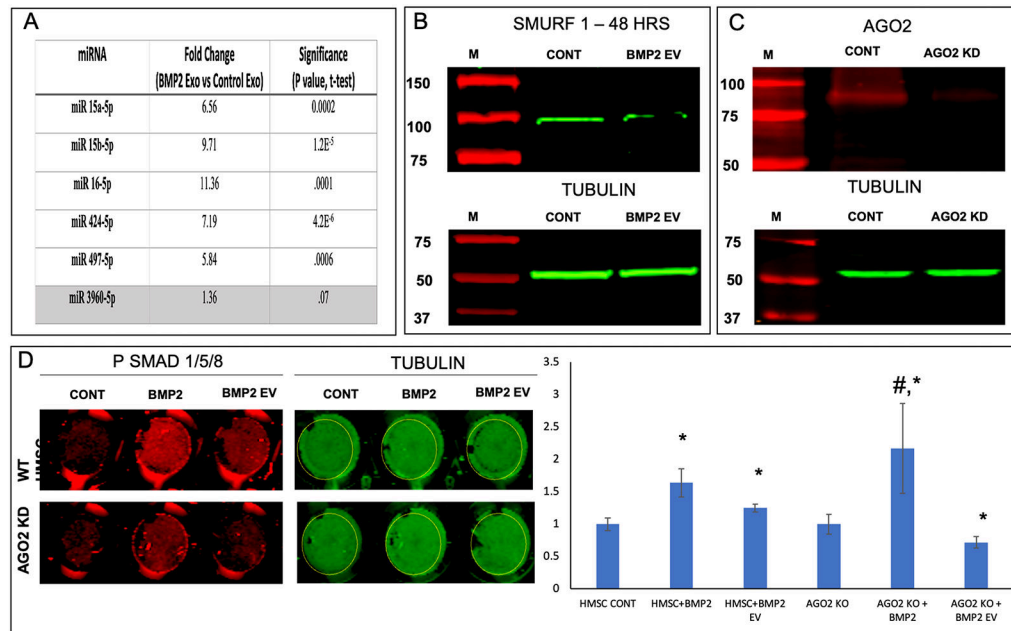 A
miRNA Fold Change (BMP2 Exo vs Control Exo) Significance (P value, t-test)
miR 15a-5p 6.56 0.0002
miR 15b-5p 9.71 1.2E-5
miR 16-5p 11.36 .0001
miR 424-5p 7.19 4.2E-6
miR 497-5p 5.84 .0006
miR 3960-5p 1.36 .07
B
SMURF 1 – 48 HRS
M CONT BMP2 EV
150
100
75
TUBULIN
M CONT BMP2 EV
75
50
37
C
AGO2
M CONT AGO2 KD
100
75
50
TUBULIN
M CONT AGO2 KD
75
50
37
D
P SMAD 1/5/8 TUBULIN
CONT BMP2 BMP2 EV CONT BMP2 BMP2 EV
WT
HMSC
AGO2 KD
3.5
3
2.5
2
1.5
1
0.5
0
* * #,* *
HMSC CONT HMSC+BMP2 HMSC+BMP2 EV AGO2 KO AGO2 KO + BMP2 AGO2 KO + BMP2 EV